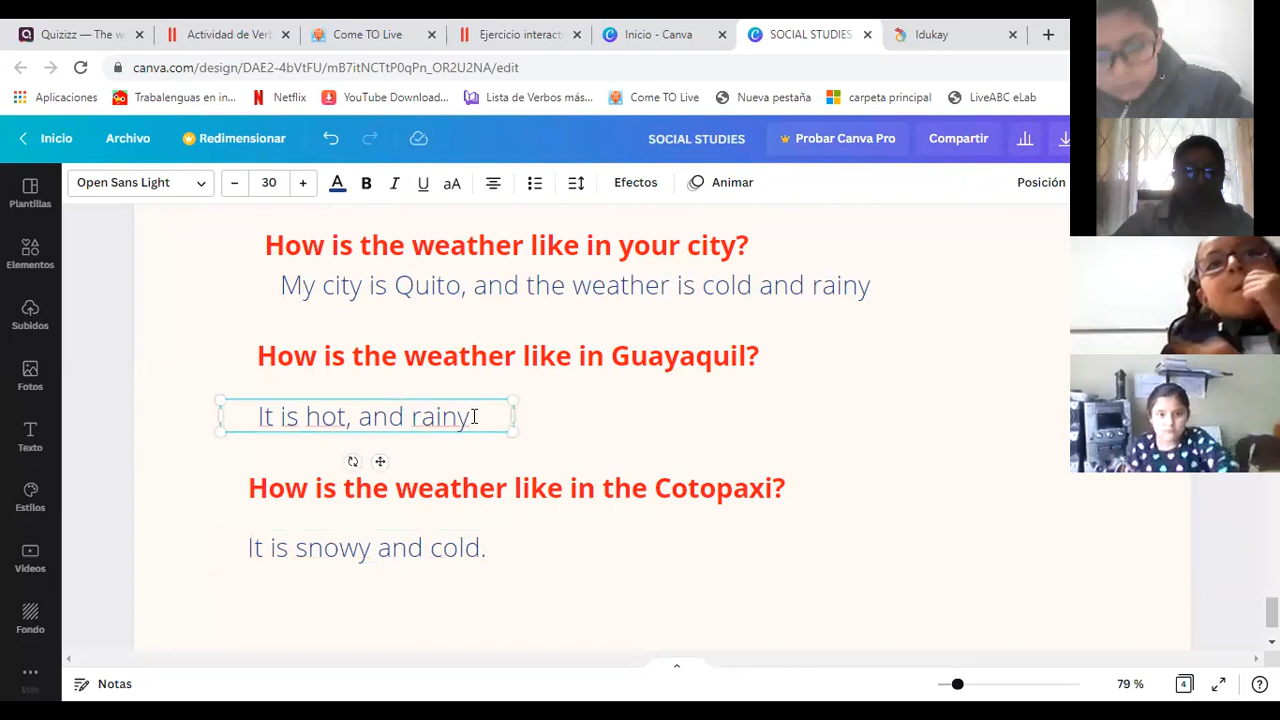 Quizizz — The w
Actividad de Ver
Come TO Live
Ejercicio interact
Inicio - Canva
SOCIAL STUDIES
Idukay
canva.com/design/DAE2-4bVtFU/mB7itNCTtP0qPn_OR2U2NA/edit
Aplicaciones
Trabalenguas en in...
Netflix
YouTube Download...
Lista de Verbos más...
Come TO Live
Nueva pestaña
carpeta principal
LiveABC eLab
Inicio
Archivo
Redimensionar
SOCIAL STUDIES
Probar Canva Pro
Compartir
Open Sans Light
– 30 +
A B I U aA
Efectos
Animar
Posición
Plantillas
Elementos
Subidos
Fotos
Texto
Estilos
Videos
Fondo
How is the weather like in your city?
My city is Quito, and the weather is cold and rainy
How is the weather like in Guayaquil?
It is hot, and rainy
How is the weather like in the Cotopaxi?
It is snowy and cold.
Notas
79 %
4